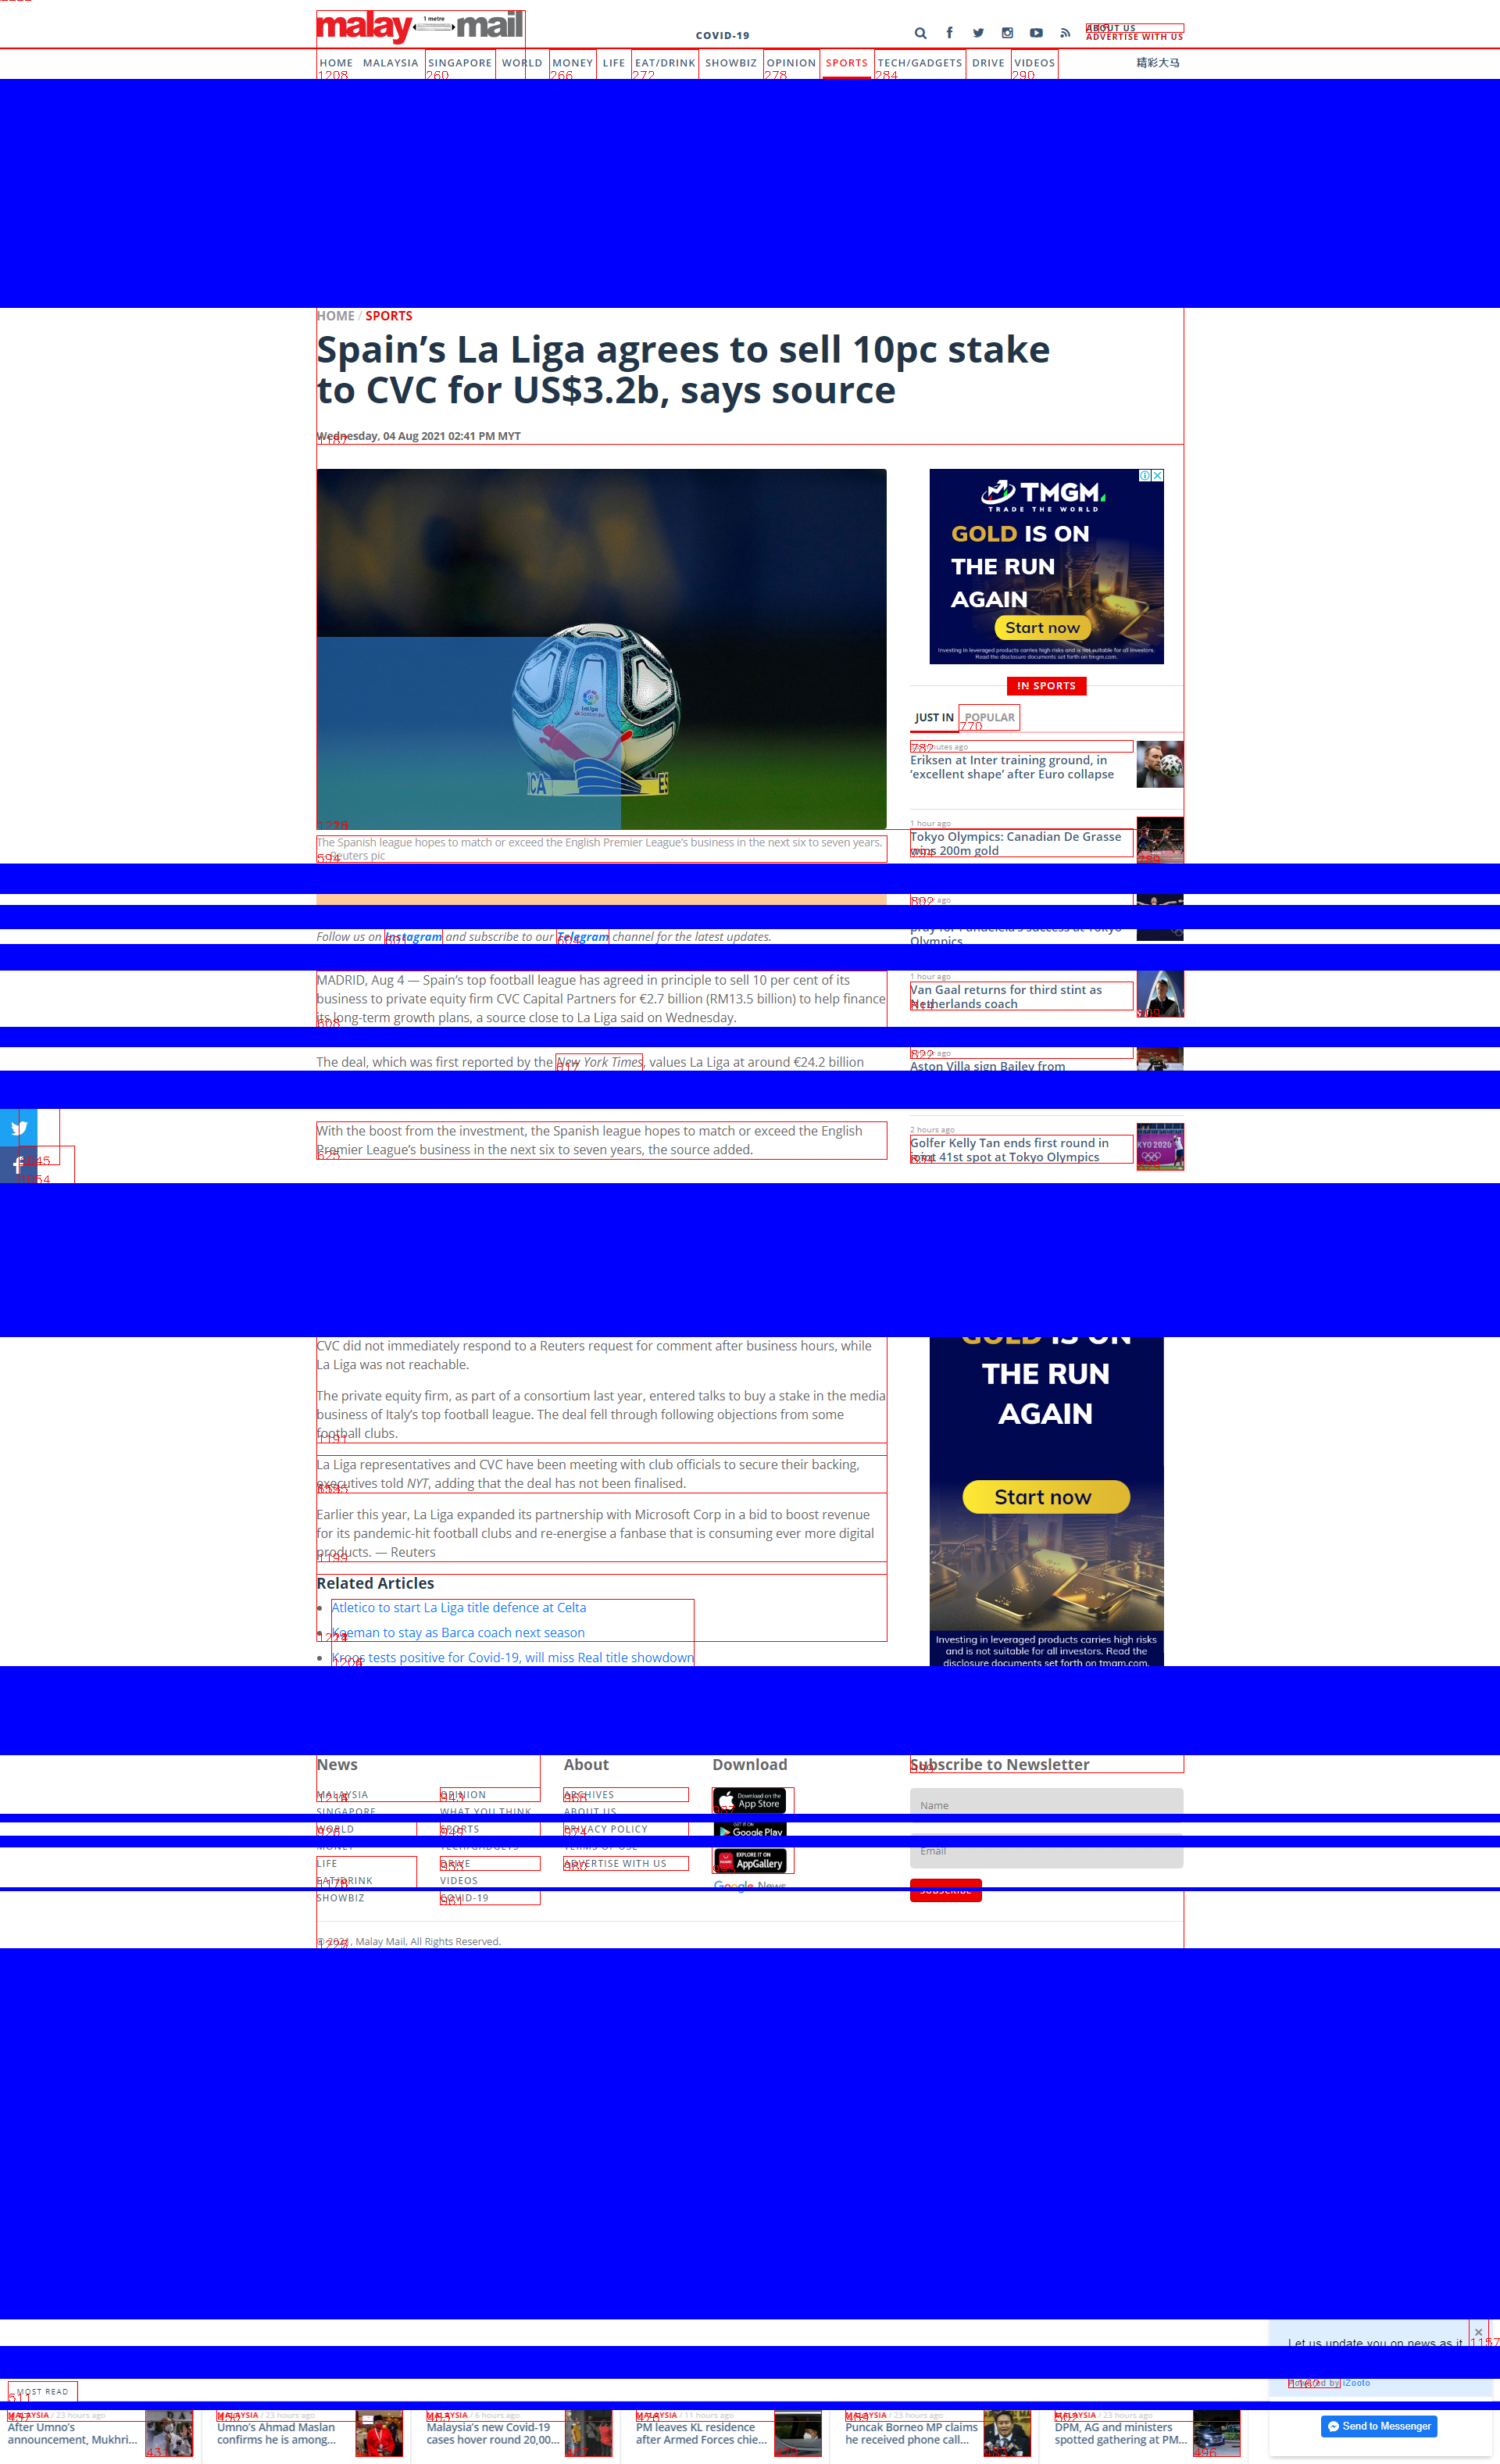 malay mail
1 metre
COVID-19
ABOUT US
ADVERTISE WITH US
HOME MALAYSIA SINGAPORE WORLD MONEY LIFE EAT/DRINK SHOWBIZ OPINION SPORTS TECH/GADGETS DRIVE VIDEOS 精彩大马
1208 260 266 272 278 284 290
HOME / SPORTS
Spain's La Liga agrees to sell 10pc stake
to CVC for US$3.2b, says source
Wednesday, 04 Aug 2021 02:41 PM MYT
TMGM
TRADE THE WORLD
GOLD IS ON
THE RUN
AGAIN
Start now
Investing in leveraged products carries high risks and is not suitable for all investors.
Read the disclosure documents set forth on tmgm.com.
IN SPORTS
JUST IN POPULAR
770
782
minutes ago
Eriksen at Inter training ground, in
'excellent shape' after Euro collapse
1 hour ago
Tokyo Olympics: Canadian De Grasse
wins 200m gold
The Spanish league hopes to match or exceed the English Premier League's business in the next six to seven years.
Reuters pic
802
ago
Olympics
Follow us on Instagram and subscribe to our Telegram channel for the latest updates.
MADRID, Aug 4 — Spain's top football league has agreed in principle to sell 10 per cent of its
business to private equity firm CVC Capital Partners for €2.7 billion (RM13.5 billion) to help finance
its long-term growth plans, a source close to La Liga said on Wednesday.
1 hour ago
Van Gaal returns for third stint as
Netherlands coach
The deal, which was first reported by the New York Times, values La Liga at around €24.2 billion
822
ago
Aston Villa sign Bailey from
With the boost from the investment, the Spanish league hopes to match or exceed the English
Premier League's business in the next six to seven years, the source added.
2 hours ago
Golfer Kelly Tan ends first round in
joint 41st spot at Tokyo Olympics
CVC did not immediately respond to a Reuters request for comment after business hours, while
La Liga was not reachable.
The private equity firm, as part of a consortium last year, entered talks to buy a stake in the media
business of Italy's top football league. The deal fell through following objections from some
football clubs.
La Liga representatives and CVC have been meeting with club officials to secure their backing,
executives told NYT, adding that the deal has not been finalised.
Earlier this year, La Liga expanded its partnership with Microsoft Corp in a bid to boost revenue
for its pandemic-hit football clubs and re-energise a fanbase that is consuming ever more digital
products. — Reuters
GOLD IS ON
THE RUN
AGAIN
Start now
Investing in leveraged products carries high risks
and is not suitable for all investors. Read the
disclosure documents set forth on tmgm.com.
Related Articles
Atletico to start La Liga title defence at Celta
Koeman to stay as Barca coach next season
Kroos tests positive for Covid-19, will miss Real title showdown
News
MALAYSIA
SINGAPORE
WORLD
MONEY
LIFE
EAT/DRINK
SHOWBIZ
OPINION
WHAT YOU THINK
SPORTS
TECH/GADGETS
DRIVE
VIDEOS
COVID-19
About
ARCHIVES
ABOUT US
PRIVACY POLICY
TERMS OF USE
ADVERTISE WITH US
Download
Download on the
App Store
GET IT ON
Google Play
EXPLORE IT ON
AppGallery
Google News
Subscribe to Newsletter
Name
Email
SUBSCRIBE
© 2021, Malay Mail, All Rights Reserved.
Let us update you on news as it
Powered by iZooto
Send to Messenger
MOST READ
MALAYSIA / 23 hours ago
After Umno's
announcement, Mukhri...
MALAYSIA / 23 hours ago
Umno's Ahmad Maslan
confirms he is among...
MALAYSIA / 6 hours ago
Malaysia's new Covid-19
cases hover round 20,00...
MALAYSIA / 11 hours ago
PM leaves KL residence
after Armed Forces chie...
MALAYSIA / 23 hours ago
Puncak Borneo MP claims
he received phone call...
MALAYSIA / 23 hours ago
DPM, AG and ministers
spotted gathering at PM...